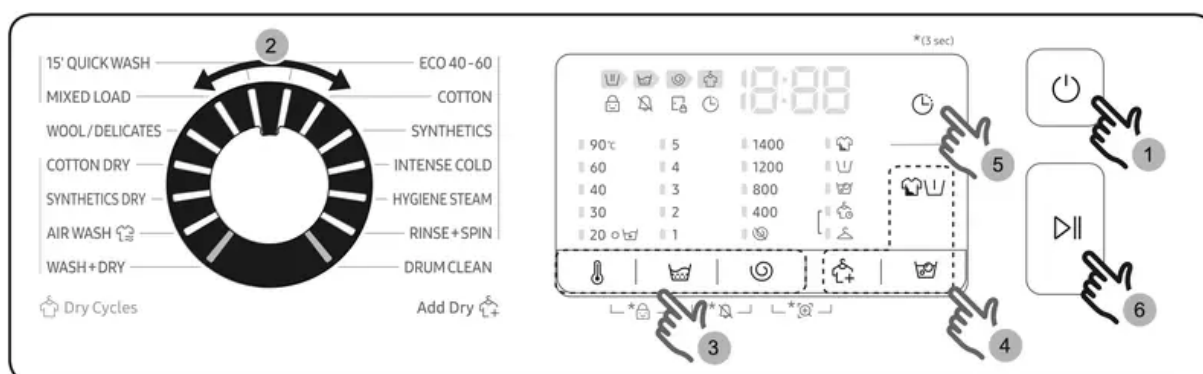 2
15' QUICK WASH
MIXED LOAD
WOOL/DELICATES
COTTON DRY
SYNTHETICS DRY
AIR WASH
WASH+DRY
Dry Cycles
ECO 40-60
COTTON
SYNTHETICS
INTENSE COLD
HYGIENE STEAM
RINSE+SPIN
DRUM CLEAN
Add Dry
*(3 sec)
18:88
90℃ 5 1400
60 4 1200
40 3 800
30 2 400
20 1
* * *
5
1
3
4
6